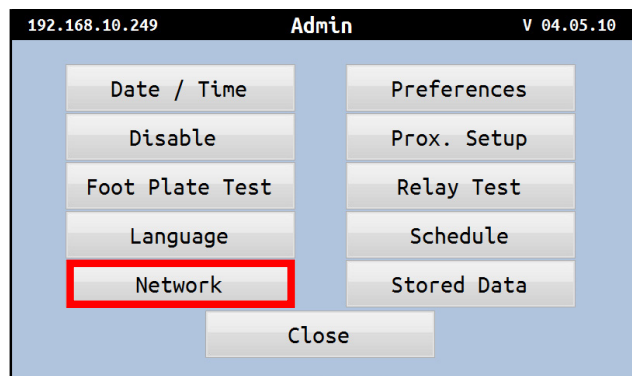 192.168.10.249 Admin V 04.05.10
Date / Time Preferences
Disable Prox. Setup
Foot Plate Test Relay Test
Language Schedule
Network Stored Data
Close